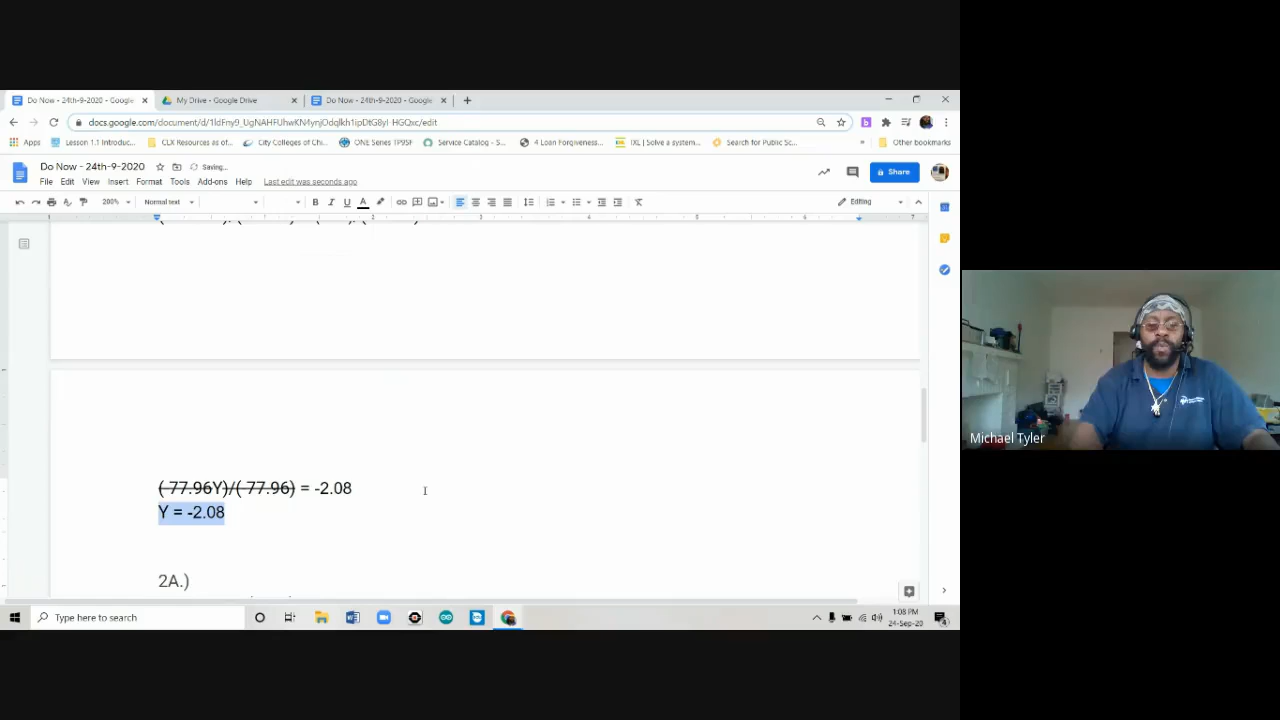 Do Now - 24th-9-2020 - Google
My Drive - Google Drive
Do Now - 24th-9-2020 - Google
Apps
Lesson 1.1 Introduc...
CLX Resources as of...
City Colleges of Chi...
ONE Series TP95F
Service Catalog - S...
4 Loan Forgiveness...
IXL | Solve a system...
Search for Public Sc...
Other bookmarks
Do Now - 24th-9-2020
Saving...
File Edit View Insert Format Tools Add-ons Help Last edit was seconds ago
Share
200%
Normal text
Editing
(-77.96Y)/(-77.96) = -2.08
Y = -2.08
2A.)
Michael Tyler
Type here to search
1:08 PM
24-Sep-20